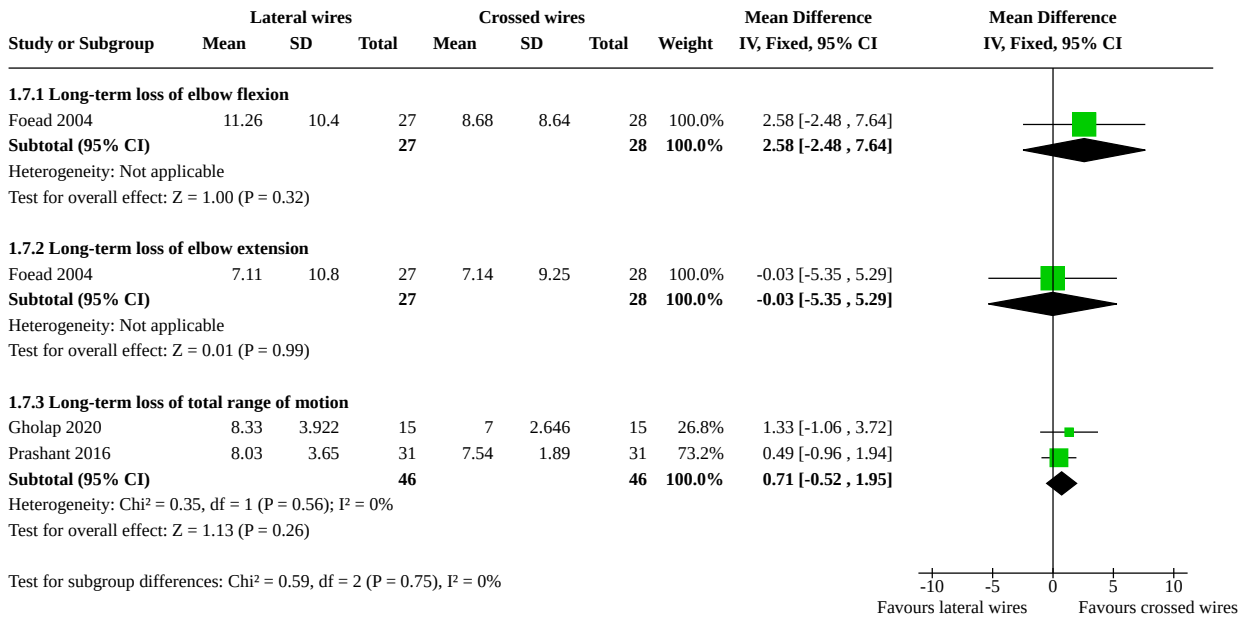 Lateral wires Crossed wires Mean Difference Mean Difference
Study or Subgroup Mean SD Total Mean SD Total Weight IV, Fixed, 95% CI IV, Fixed, 95% CI
1.7.1 Long-term loss of elbow flexion
Foead 2004 11.26 10.4 27 8.68 8.64 28 100.0% 2.58 [-2.48 , 7.64]
Subtotal (95% CI) 27 28 100.0% 2.58 [-2.48 , 7.64]
Heterogeneity: Not applicable
Test for overall effect: Z = 1.00 (P = 0.32)
1.7.2 Long-term loss of elbow extension
Foead 2004 7.11 10.8 27 7.14 9.25 28 100.0% -0.03 [-5.35 , 5.29]
Subtotal (95% CI) 27 28 100.0% -0.03 [-5.35 , 5.29]
Heterogeneity: Not applicable
Test for overall effect: Z = 0.01 (P = 0.99)
1.7.3 Long-term loss of total range of motion
Gholap 2020 8.33 3.922 15 7 2.646 15 26.8% 1.33 [-1.06 , 3.72]
Prashant 2016 8.03 3.65 31 7.54 1.89 31 73.2% 0.49 [-0.96 , 1.94]
Subtotal (95% CI) 46 46 100.0% 0.71 [-0.52 , 1.95]
Heterogeneity: Chi² = 0.35, df = 1 (P = 0.56); I² = 0%
Test for overall effect: Z = 1.13 (P = 0.26)
Test for subgroup differences: Chi² = 0.59, df = 2 (P = 0.75), I² = 0%
-10 -5 0 5 10
Favours lateral wires Favours crossed wires